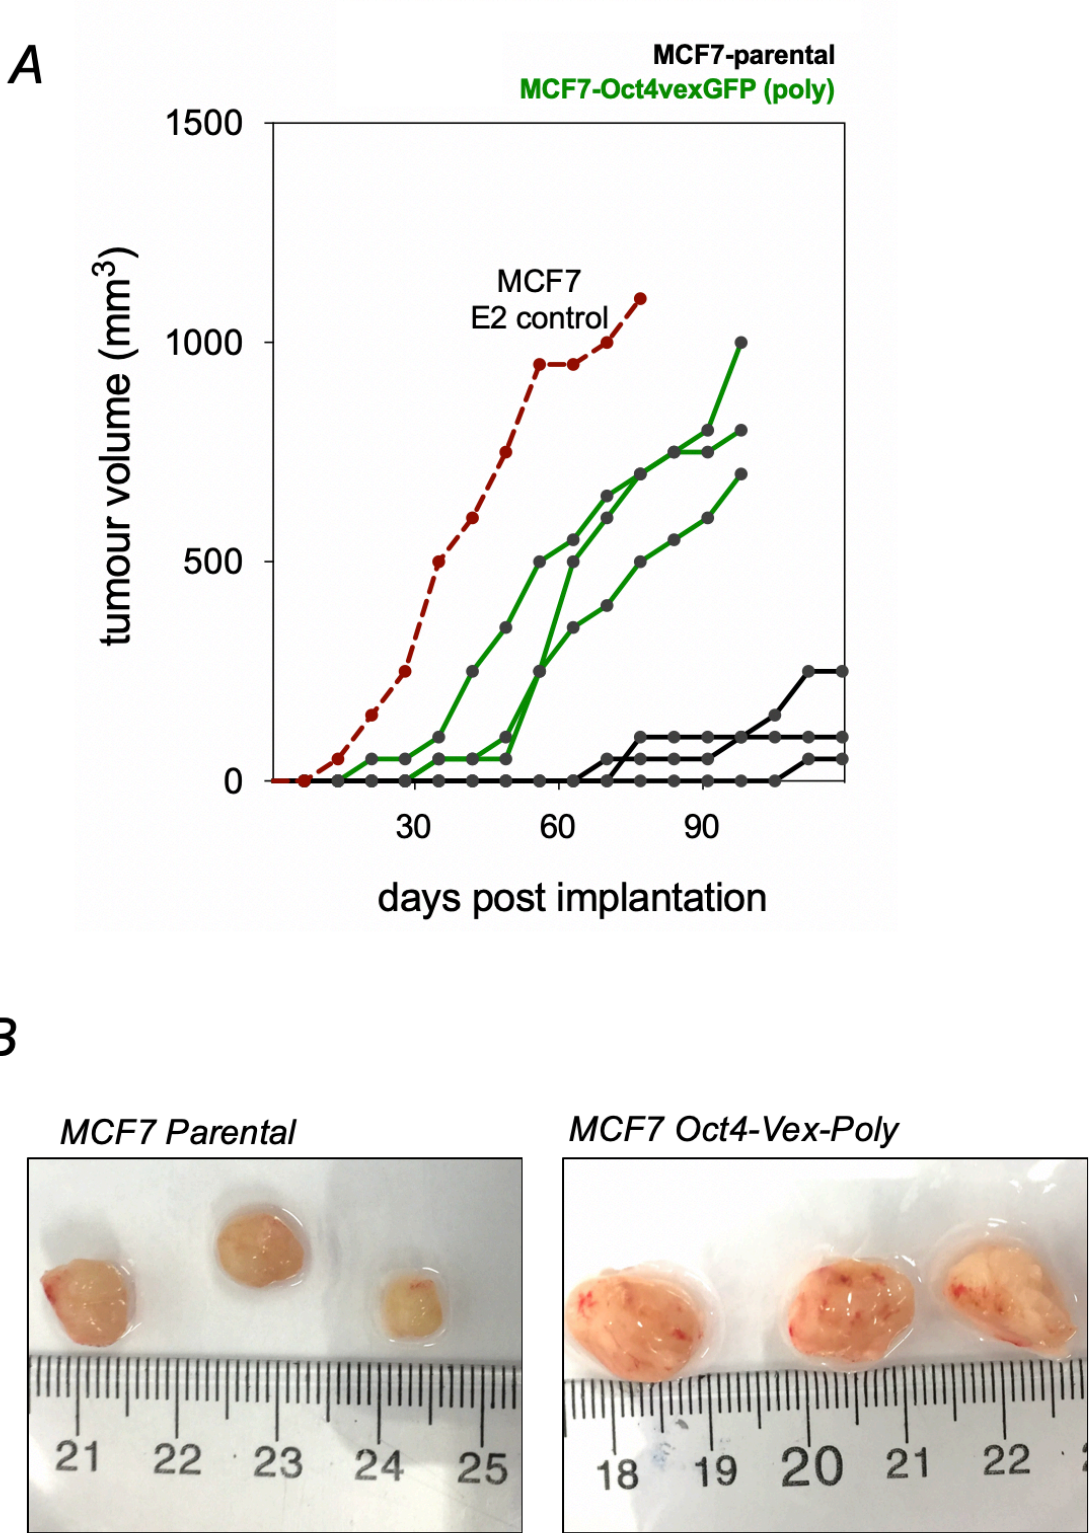 A
MCF7-parental
MCF7-Oct4vexGFP (poly)
1500
1000
500
0
tumour volume (mm³)
MCF7
E2 control
30 60 90
days post implantation
B
MCF7 Parental
MCF7 Oct4-Vex-Poly
21 22 23 24 25
18 19 20 21 22